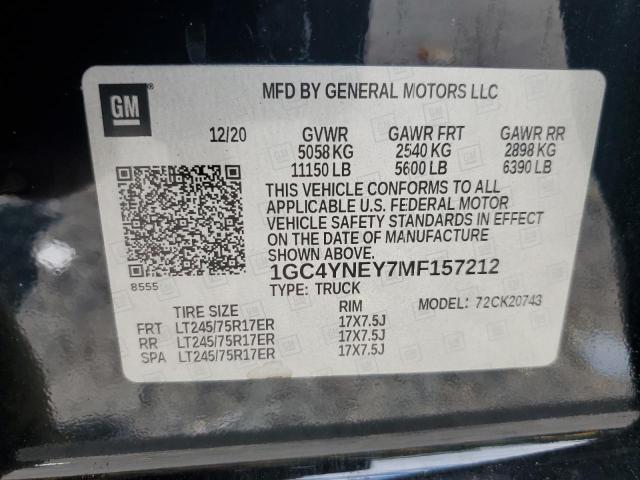 GM ®
MFD BY GENERAL MOTORS LLC
12/20 GVWR GAWR FRT GAWR RR
5058 KG 2540 KG 2898 KG
11150 LB 5600 LB 6390 LB
THIS VEHICLE CONFORMS TO ALL
APPLICABLE U.S. FEDERAL MOTOR
VEHICLE SAFETY STANDARDS IN EFFECT
ON THE DATE OF MANUFACTURE
SHOWN ABOVE.
8555
1GC4YNEY7MF157212
TYPE: TRUCK
MODEL: 72CK20743
TIRE SIZE RIM
FRT LT245/75R17ER 17X7.5J
RR LT245/75R17ER 17X7.5J
SPA LT245/75R17ER 17X7.5J